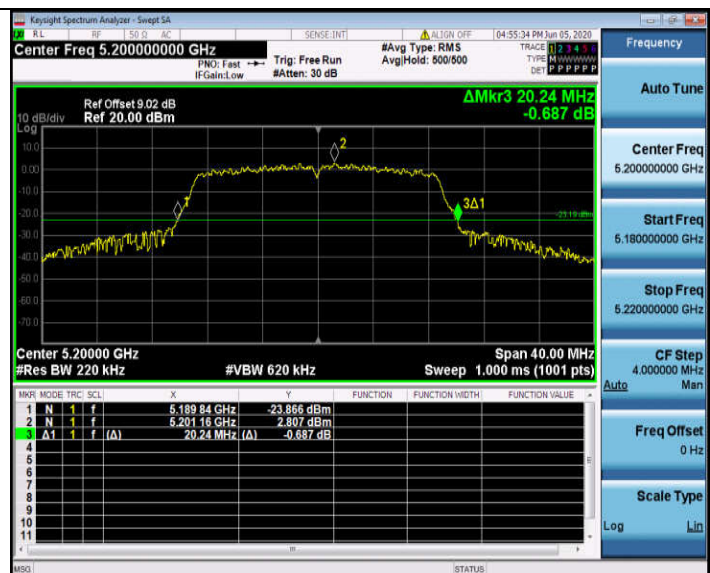 Keysight Spectrum Analyzer - Swept SA
LXI RL RF 50 Ω AC SENSE:INT ALIGN OFF 04:55:34 PM Jun 05, 2020
Center Freq 5.200000000 GHz
PNO: Fast
IFGain:Low
Trig: Free Run
#Atten: 30 dB
#Avg Type: RMS
Avg|Hold: 500/500
TRACE 1 2 3 4 5 6
TYPE M W W W W W
DET P P P P P P
ΔMkr3 20.24 MHz
-0.687 dB
Ref Offset 9.02 dB
10 dB/div Ref 20.00 dBm
Log
10.0
0.00
-10.0
-20.0
-30.0
-40.0
-50.0
-60.0
-70.0
1
2
3Δ1
-23.19 dBm
Center 5.20000 GHz Span 40.00 MHz
#Res BW 220 kHz #VBW 620 kHz Sweep 1.000 ms (1001 pts)
MKR MODE TRC SCL X Y FUNCTION FUNCTION WIDTH FUNCTION VALUE
1 N 1 f 5.189 84 GHz -23.866 dBm
2 N 1 f 5.201 16 GHz 2.807 dBm
3 Δ1 1 f (Δ) 20.24 MHz (Δ) -0.687 dB
4
5
6
7
8
9
10
11
MSG STATUS
Frequency
Auto Tune
Center Freq
5.200000000 GHz
Start Freq
5.180000000 GHz
Stop Freq
5.220000000 GHz
CF Step
4.000000 MHz
Auto Man
Freq Offset
0 Hz
Scale Type
Log Lin